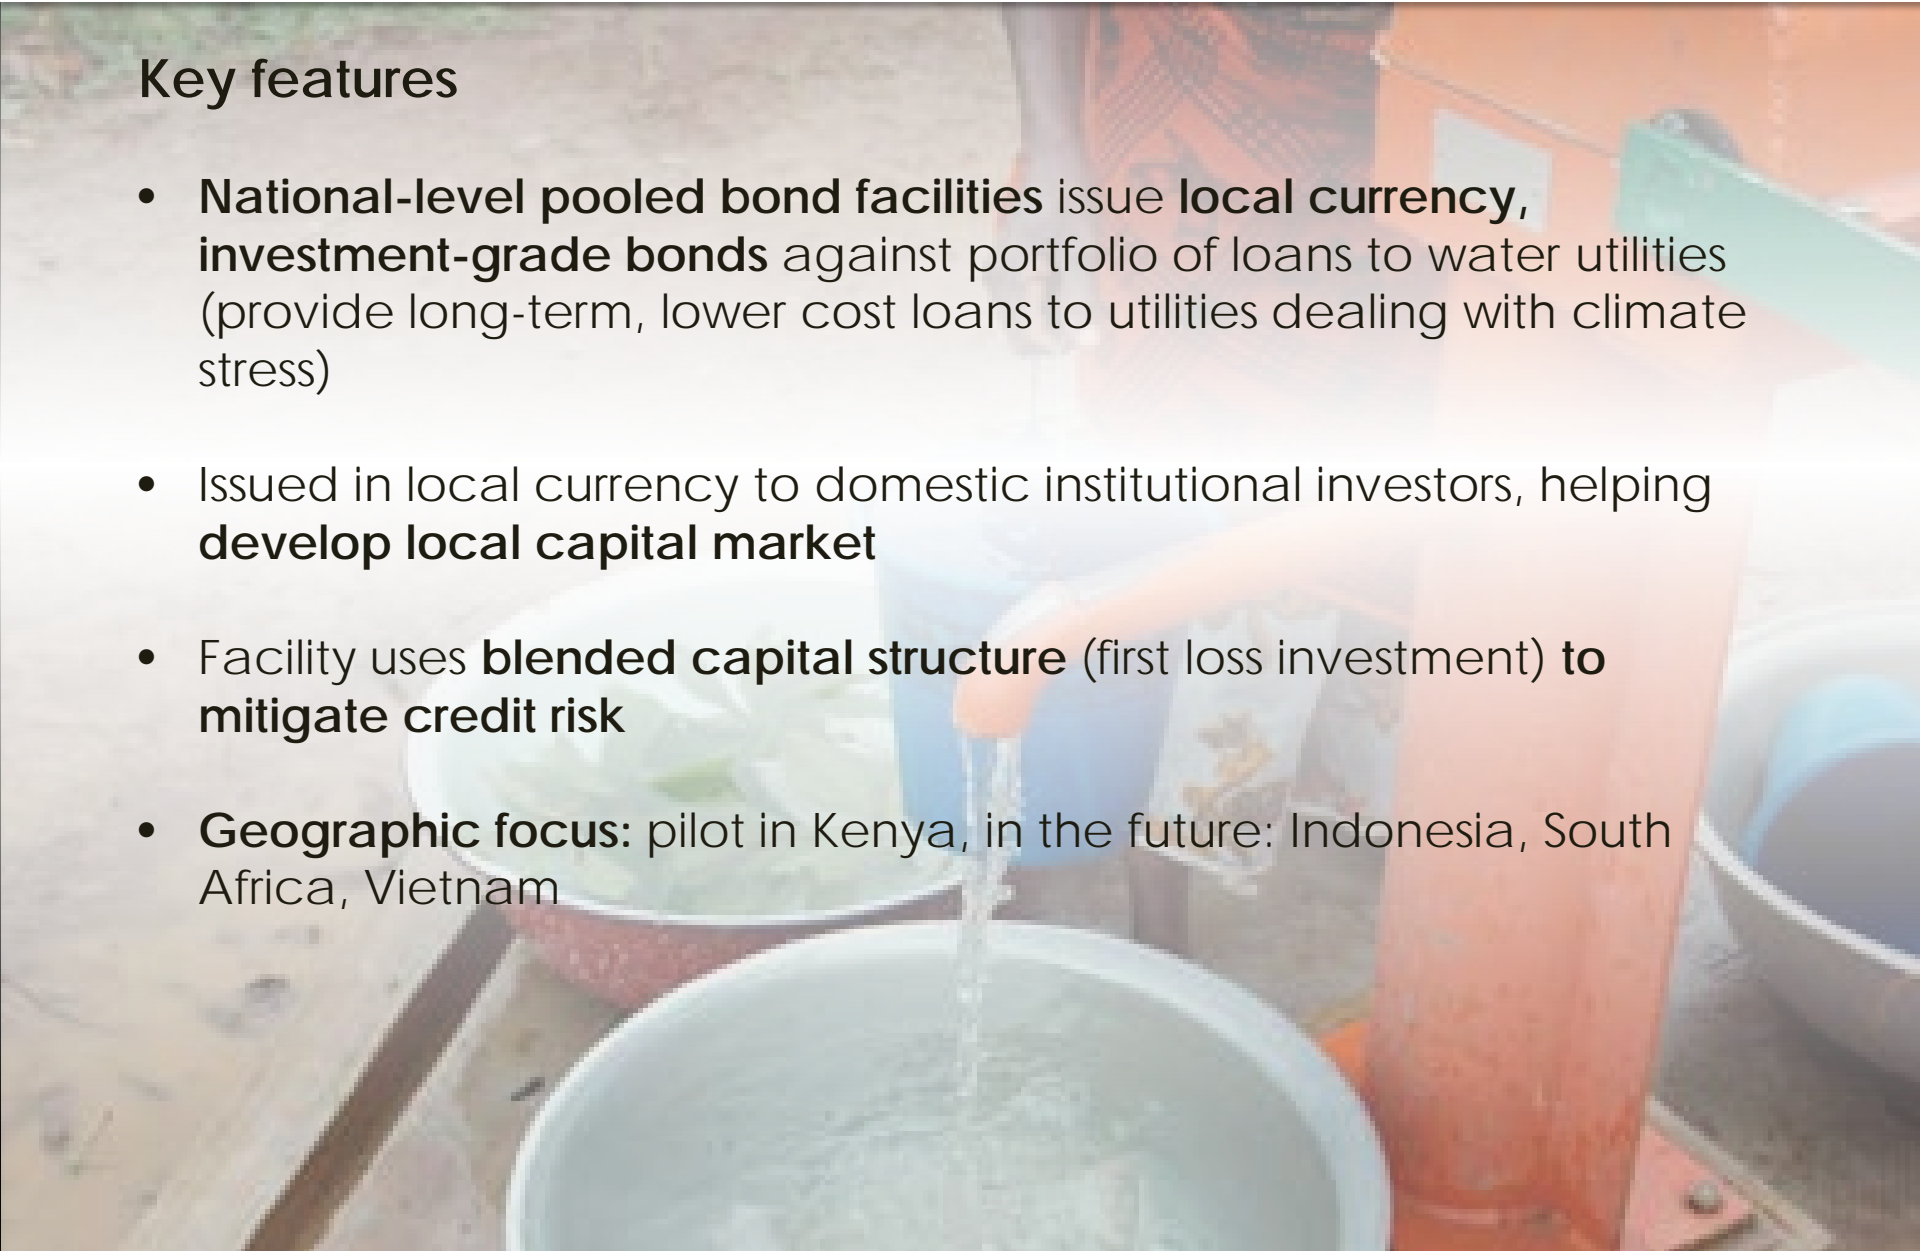 Key features
• National-level pooled bond facilities issue local currency,
investment-grade bonds against portfolio of loans to water utilities
(provide long-term, lower cost loans to utilities dealing with climate
stress)
• Issued in local currency to domestic institutional investors, helping
develop local capital market
• Facility uses blended capital structure (first loss investment) to
mitigate credit risk
• Geographic focus: pilot in Kenya, in the future: Indonesia, South
Africa, Vietnam